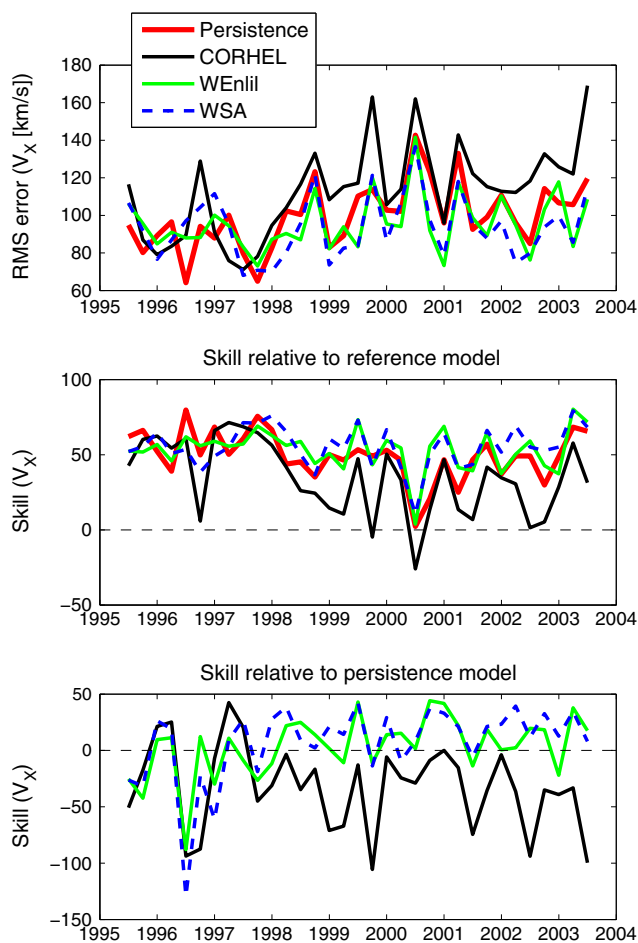 Persistence
CORHEL
WEnlil
WSA
180
160
140
120
100
80
60
RMS error (VX [km/s])
1995 1996 1997 1998 1999 2000 2001 2002 2003 2004
Skill relative to reference model
100
50
0
−50
Skill (VX)
1995 1996 1997 1998 1999 2000 2001 2002 2003 2004
Skill relative to persistence model
50
0
−50
−100
−150
Skill (VX)
1995 1996 1997 1998 1999 2000 2001 2002 2003 2004